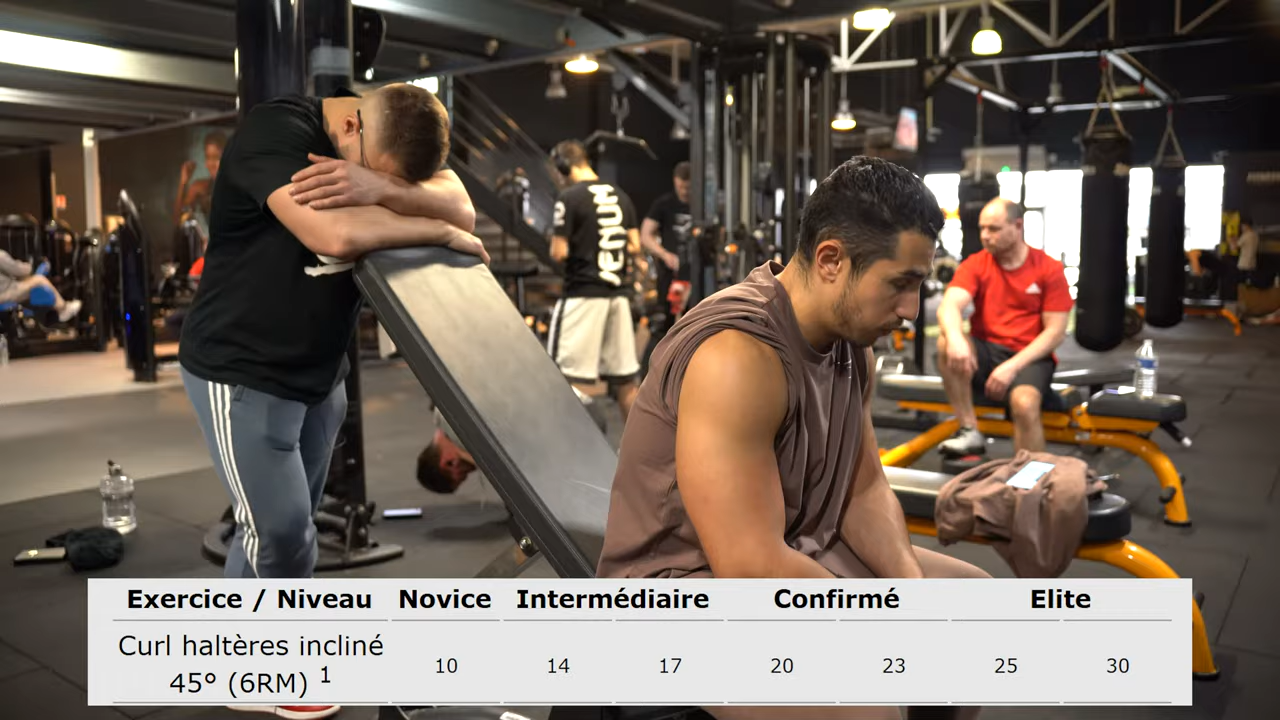 VENUM
Exercice / Niveau Novice Intermédiaire Confirmé Elite
Curl haltères incliné
45° (6RM) 1 10 14 17 20 23 25 30